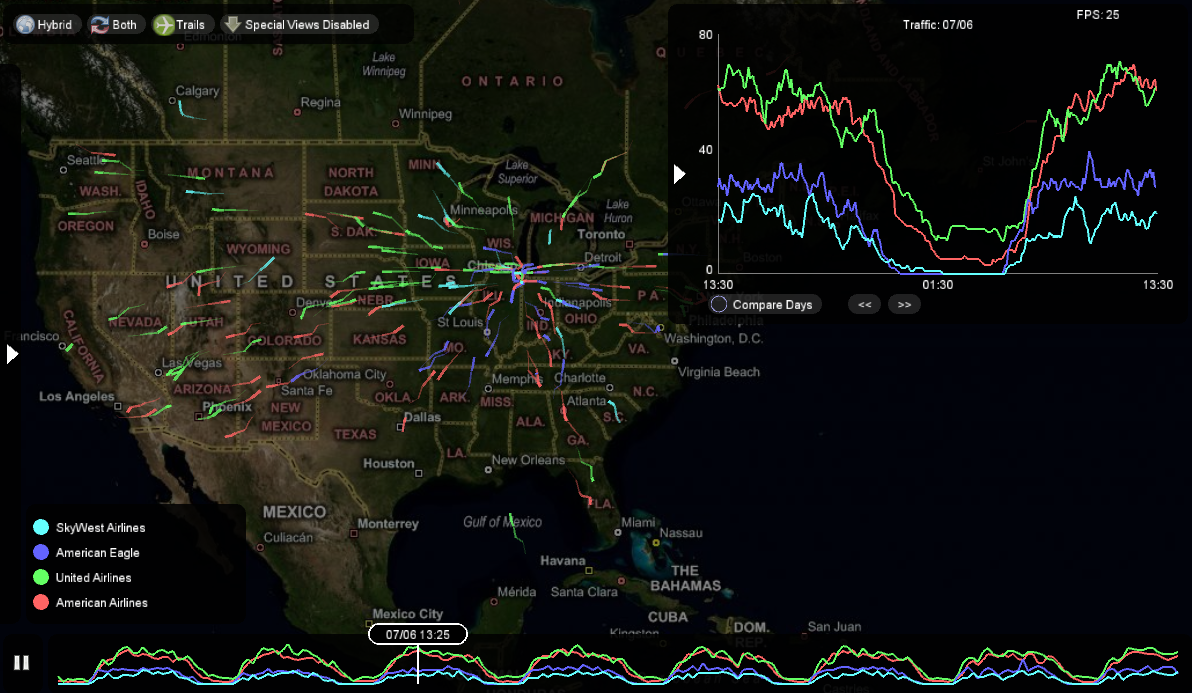 Hybrid
Both
Trails
Special Views Disabled
Edmonton
Calgary
Regina
Winnipeg
Lake
Winnipeg
ONTARIO
QUEBEC
Traffic: 07/06
FPS: 25
80
40
0
13:30
01:30
13:30
Compare Days
<<
>>
St John's
Ottawa
Boston
Philadelphia
Seattle
WASH.
MONTANA
NORTH
DAKOTA
MINN
Lake
Superior
IDAHO
OREGON
Boise
Minneapolis
MICHIGAN
Lake
Huron
Toronto
S. DAK.
WIS.
WYOMING
IOWA
Chicago
Detroit
UNITED STATES
NEBR.
ILL
Indianapolis
PA.
Denver
NEVADA
UTAH
St Louis
IND.
OHIO
ncisco
CALIFORNIA
COLORADO
KANSAS
MO.
KY.
VA.
Washington, D.C.
Las Vegas
Virginia Beach
Oklahoma City
Memphis
Charlotte
ARIZONA
Santa Fe
Los Angeles
Phoenix
NEW
MEXICO
OKLA.
ARK.
MISS.
Atlanta
N.C.
S.C.
Dallas
ALA.
TEXAS
GA.
LA.
Houston
New Orleans
FLA.
MEXICO
Monterrey
Gulf of Mexico
Miami
Nassau
Culiacán
Havana
THE
BAHAMAS
Mérida
Santa Clara
Mexico City
CUBA
Kingston
DOM.
REP.
San Juan
SkyWest Airlines
American Eagle
United Airlines
American Airlines
07/06 13:25